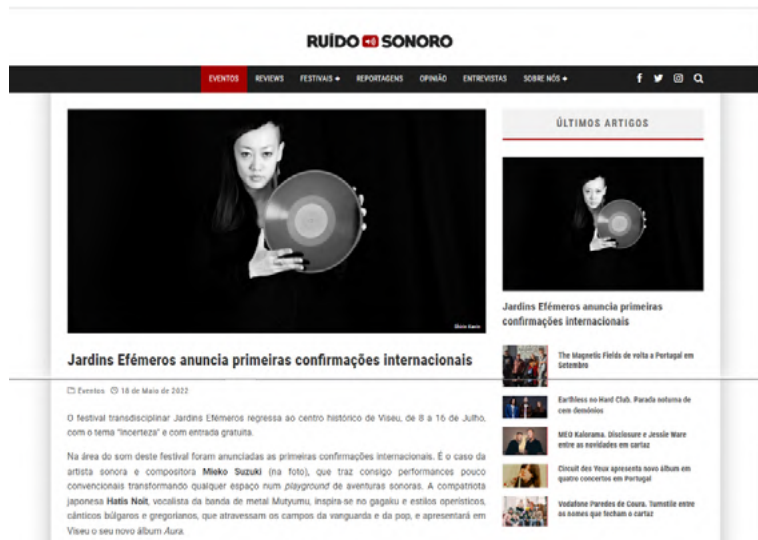 RUÍDO SONORO
EVENTOS REVIEWS FESTIVAIS REPORTAGENS OPINIÃO ENTREVISTAS SOBRE NÓS
ÚLTIMOS ARTIGOS
Jardins Efémeros anuncia primeiras confirmações internacionais
Eventos 18 de Maio de 2022
O festival transdisciplinar Jardins Efémeros regressa ao centro histórico de Viseu, de 8 a 16 de Julho,
com o tema "Incerteza" e com entrada gratuita.
Na área do som deste festival foram anunciadas as primeiras confirmações internacionais. É o caso da
artista sonora e compositora Mieko Suzuki (na foto), que traz consigo performances pouco
convencionais transformando qualquer espaço num playground de aventuras sonoras. A compatriota
japonesa Hatis Noit, vocalista da banda de metal Mutyumu, inspira-se no gagaku e estilos operísticos,
cânticos búlgaros e gregorianos, que atravessam os campos da vanguarda e da pop, e apresentará em
Viseu o seu novo álbum Aura.
Jardins Efémeros anuncia primeiras
confirmações internacionais
The Magnetic Fields de volta a Portugal em
Setembro
Earthless no Hard Club. Parada noturna de
cem demónios
MEO Kalorama. Disclosure e Jessie Ware
entre as novidades em cartaz
Circuit des Yeux apresenta novo álbum em
quatro concertos em Portugal
Vodafone Paredes de Coura. Turnstile entre
os nomes que fecham o cartaz